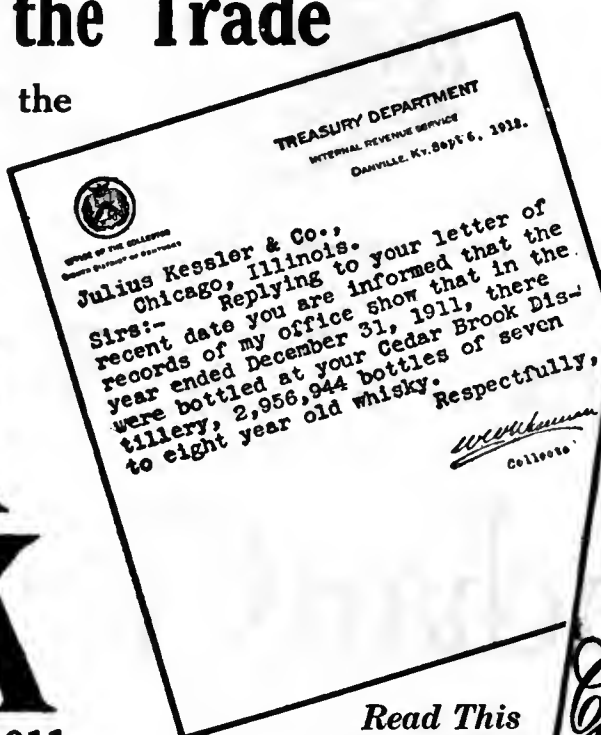 the Trade
the
TREASURY DEPARTMENT
INTERNAL REVENUE SERVICE
DANVILLE, KY. Sept 6, 1912.
OFFICE OF THE COLLECTOR
Julius Kessler & Co.,
Chicago, Illinois.
Sirs:- Replying to your letter of
recent date you are informed that the
records of my office show that in the
year ended December 31, 1911, there
were bottled at your Cedar Brook Dis-
tillery, 2,956,944 bottles of seven
to eight year old whisky.
Respectfully,
Read This